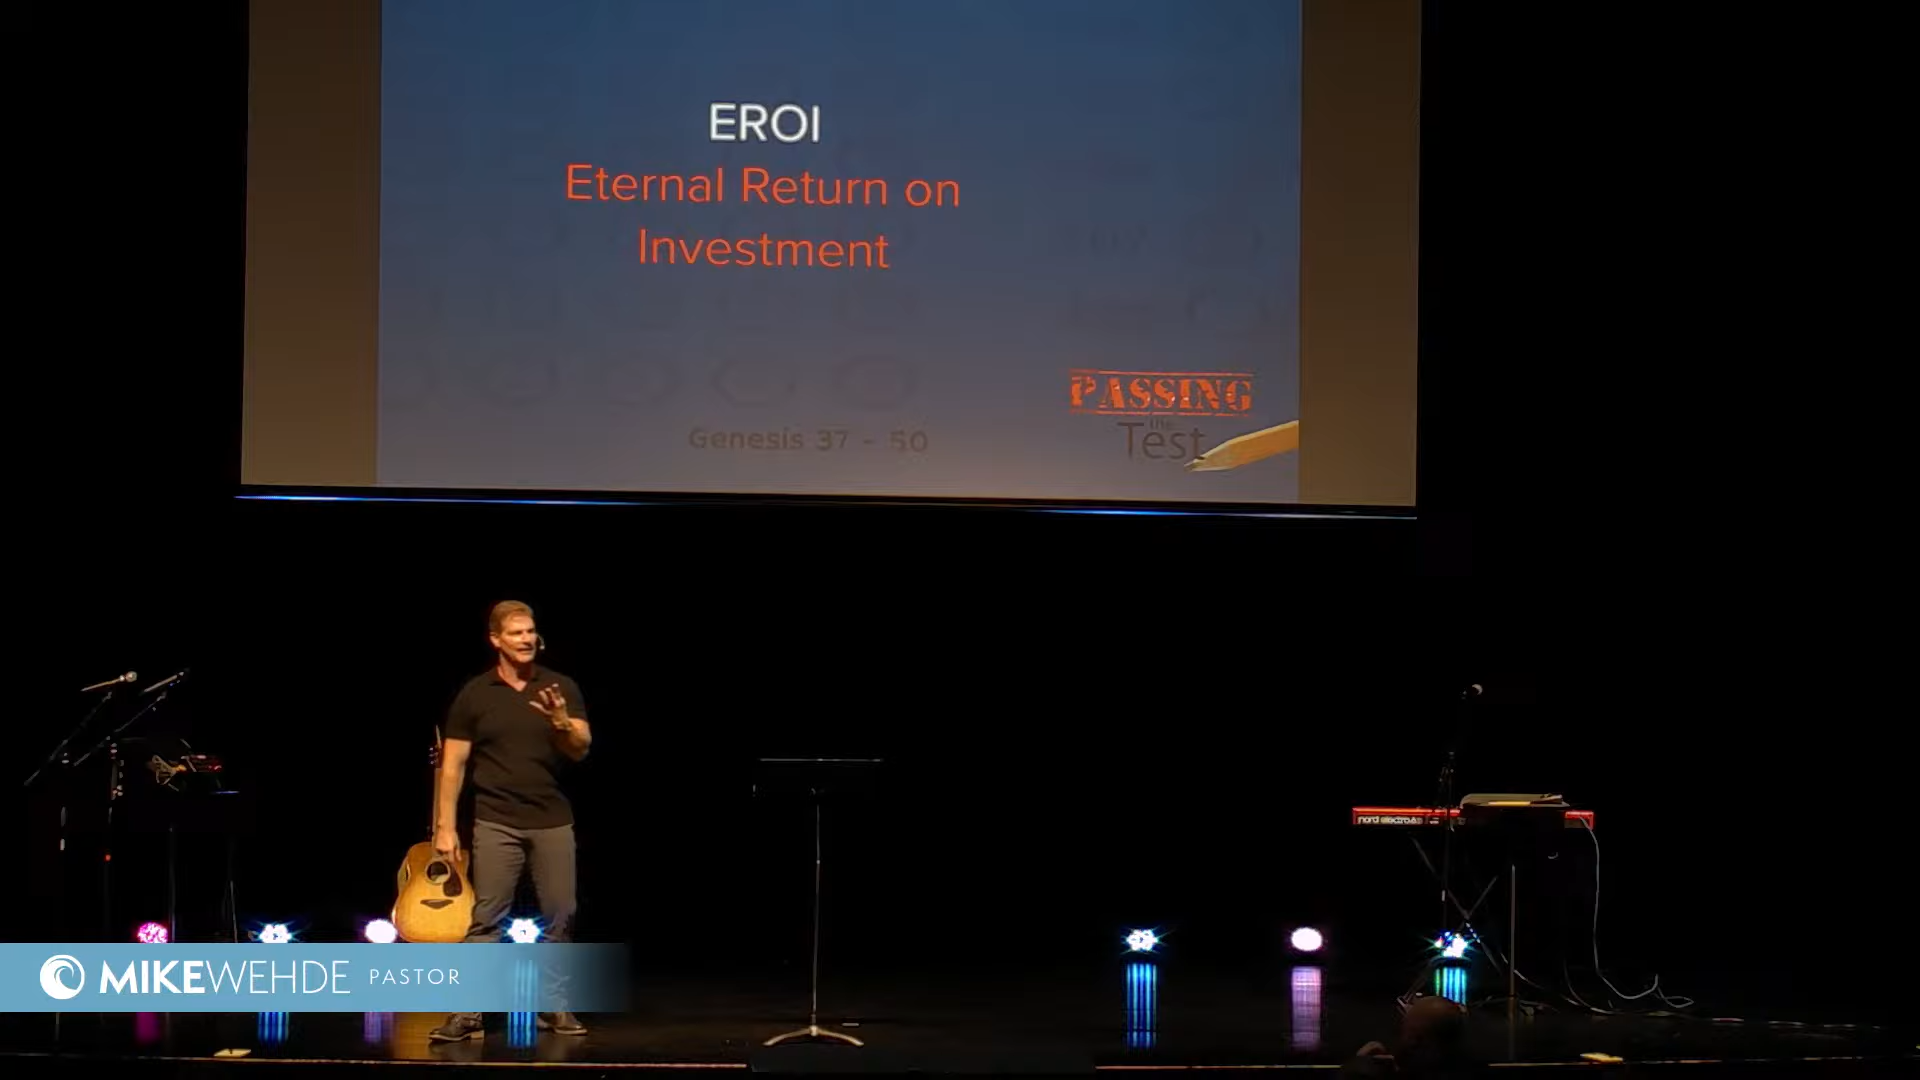 EROI
Eternal Return on
Investment
PASSING
the
Test
Genesis 37 - 50
nord electro
MIKEWEHDE PASTOR